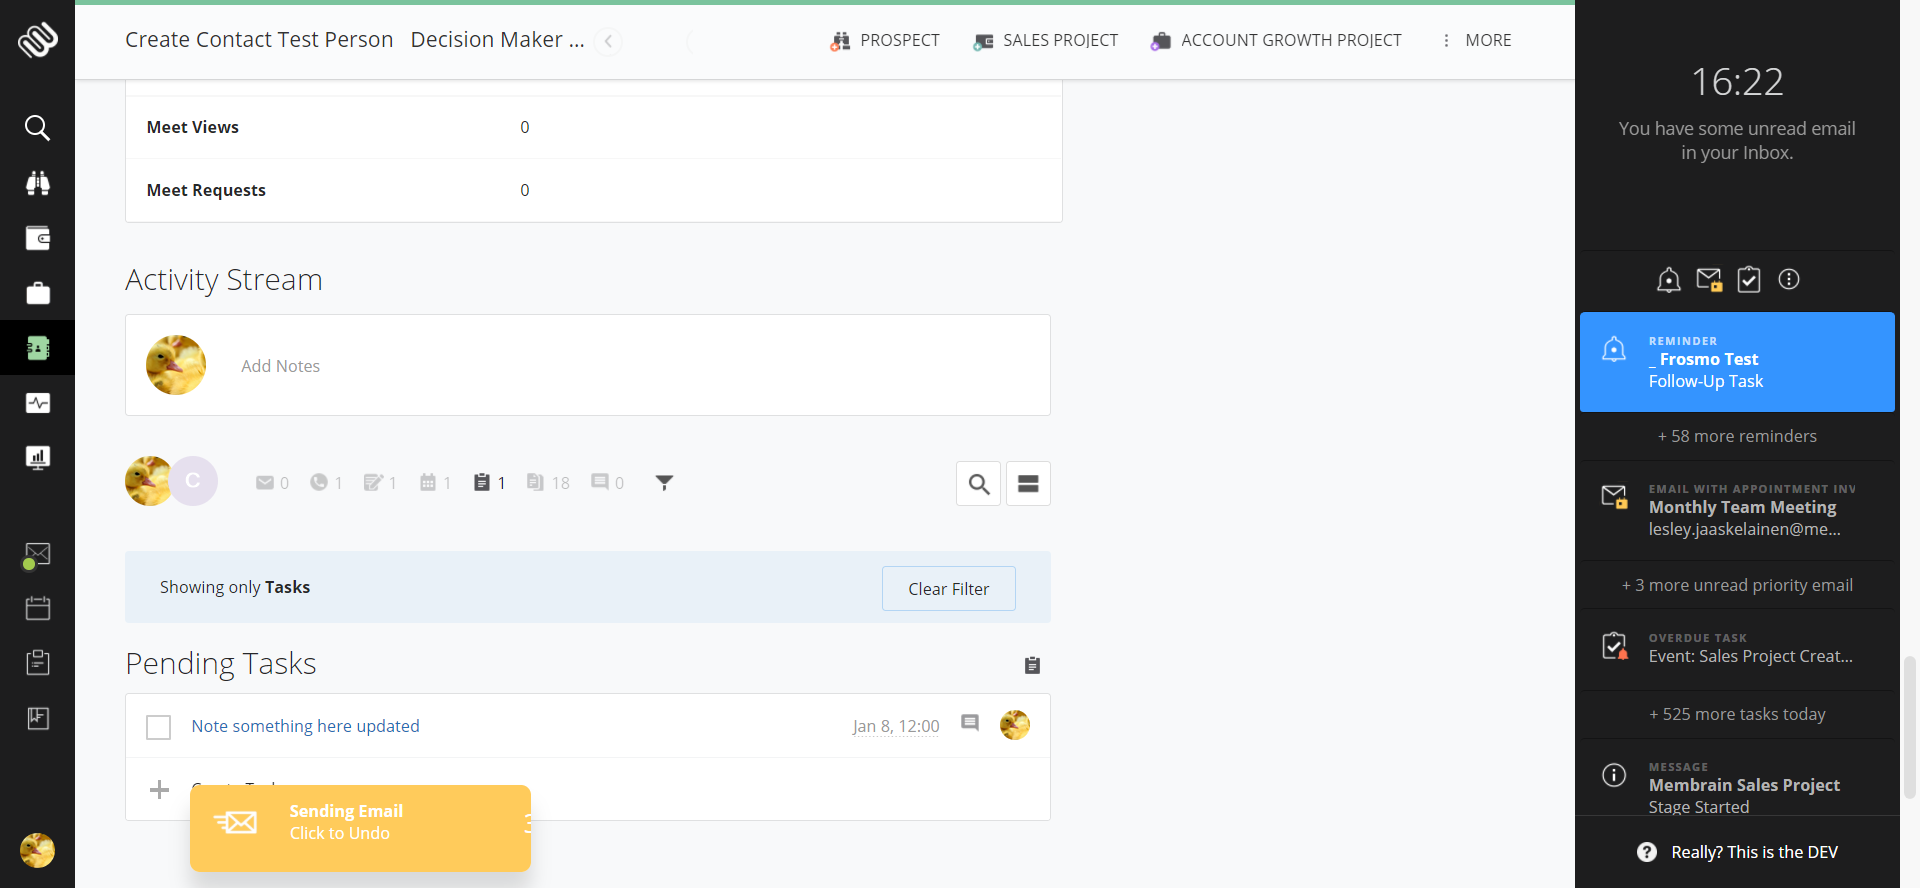 Create Contact Test Person Decision Maker ...
PROSPECT
SALES PROJECT
ACCOUNT GROWTH PROJECT
MORE
Meet Views 0
Meet Requests 0
Activity Stream
Add Notes
C
0 1 1 1 1 18 0
Showing only Tasks
Clear Filter
Pending Tasks
Note something here updated
Jan 8, 12:00
Sending Email
Click to Undo
16:22
You have some unread email
in your Inbox.
REMINDER
_ Frosmo Test
Follow-Up Task
+ 58 more reminders
EMAIL WITH APPOINTMENT INV
Monthly Team Meeting
lesley.jaaskelainen@me...
+ 3 more unread priority email
OVERDUE TASK
Event: Sales Project Creat...
+ 525 more tasks today
MESSAGE
Membrain Sales Project
Stage Started
Really? This is the DEV